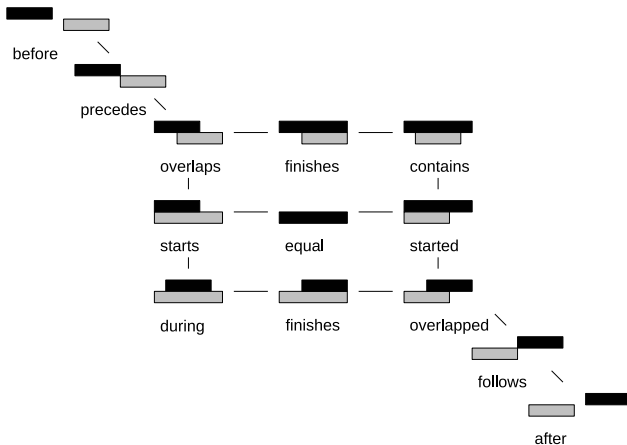 before
precedes
overlaps finishes contains
starts equal started
during finishes overlapped
follows
after